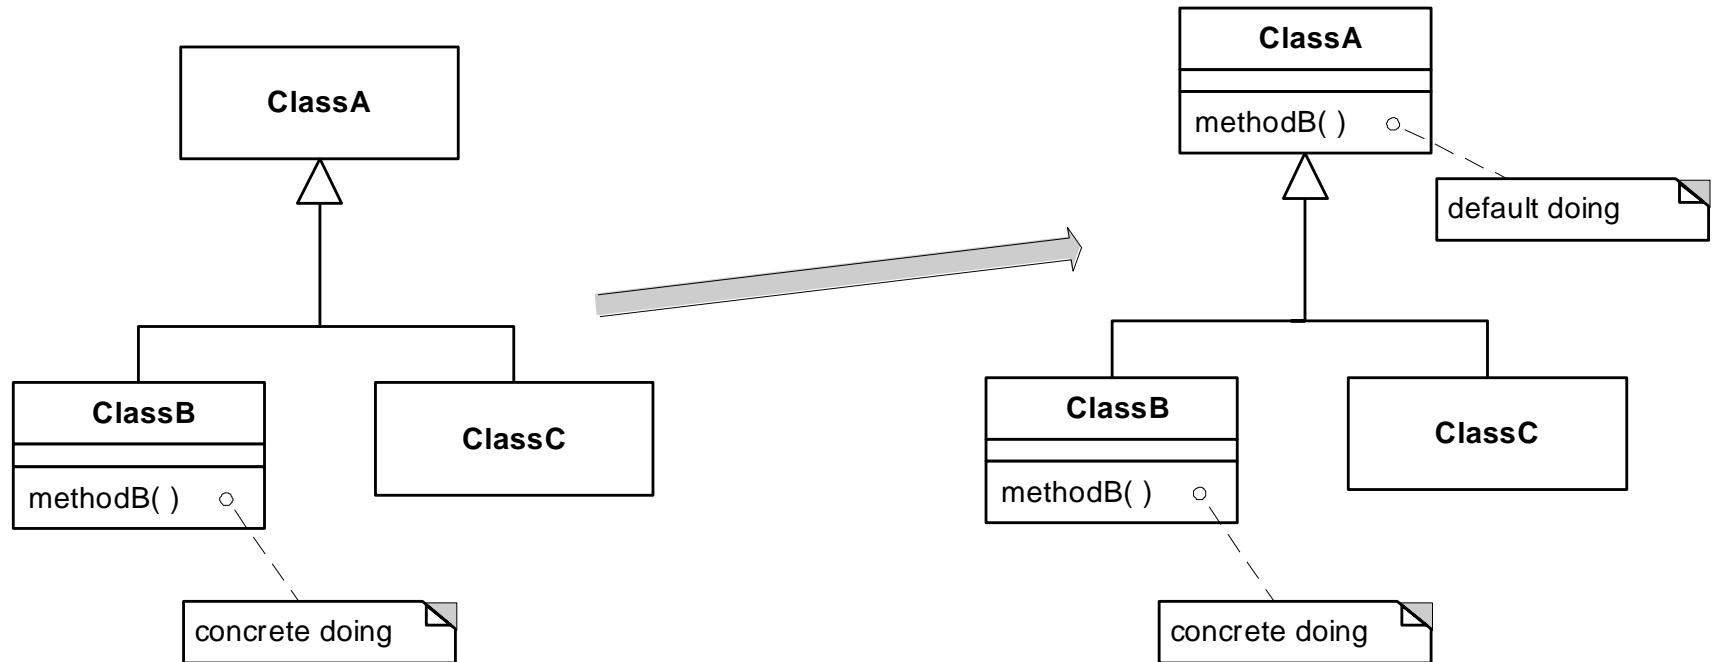 ClassA
ClassB
methodB( )
ClassC
concrete doing
ClassA
methodB( )
default doing
ClassB
methodB( )
ClassC
concrete doing